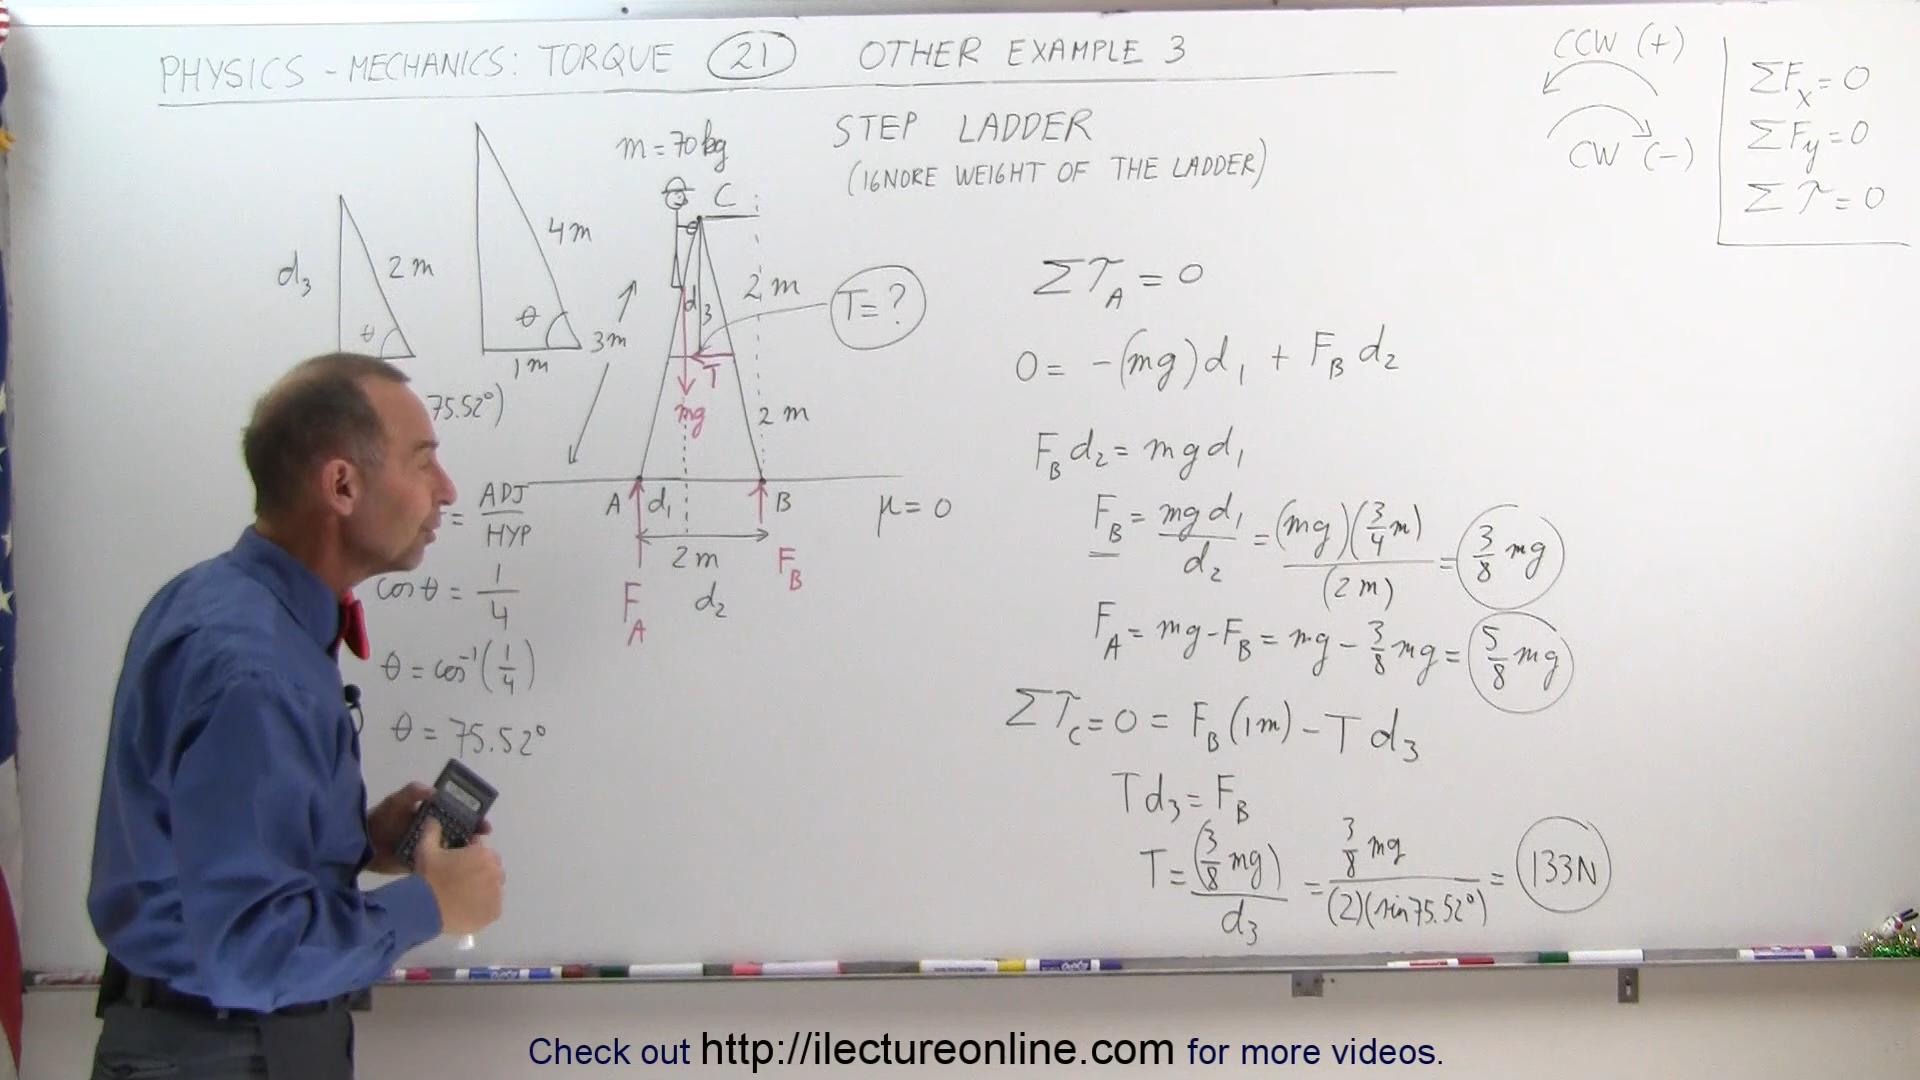 PHYSICS - MECHANICS: TORQUE 21 OTHER EXAMPLE 3
STEP LADDER
(IGNORE WEIGHT OF THE LADDER)
CCW (+)
CW (-)
ΣFx = 0
ΣFy = 0
Στ = 0
d3
2 m
θ
4 m
θ
1 m
75.52°)
= ADJ/HYP
cos θ = 1/4
θ = cos⁻¹(1/4)
θ = 75.52°
m = 70 kg
C
θ
d3
2 m
T = ?
3 m
T
mg
2 m
A
d1
B
μ = 0
2 m
d2
FA
FB
ΣτA = 0
0 = -(mg)d1 + FB d2
FB d2 = mg d1
FB = mg d1/d2 = (mg)(3/4 m)/(2 m) = 3/8 mg
FA = mg - FB = mg - 3/8 mg = 5/8 mg
Στc = 0 = FB (1m) - T d3
T d3 = FB
T = (3/8 mg)/d3 = 3/8 mg/(2)(sin 75.52°) = 133N
Check out http://ilectureonline.com for more videos.